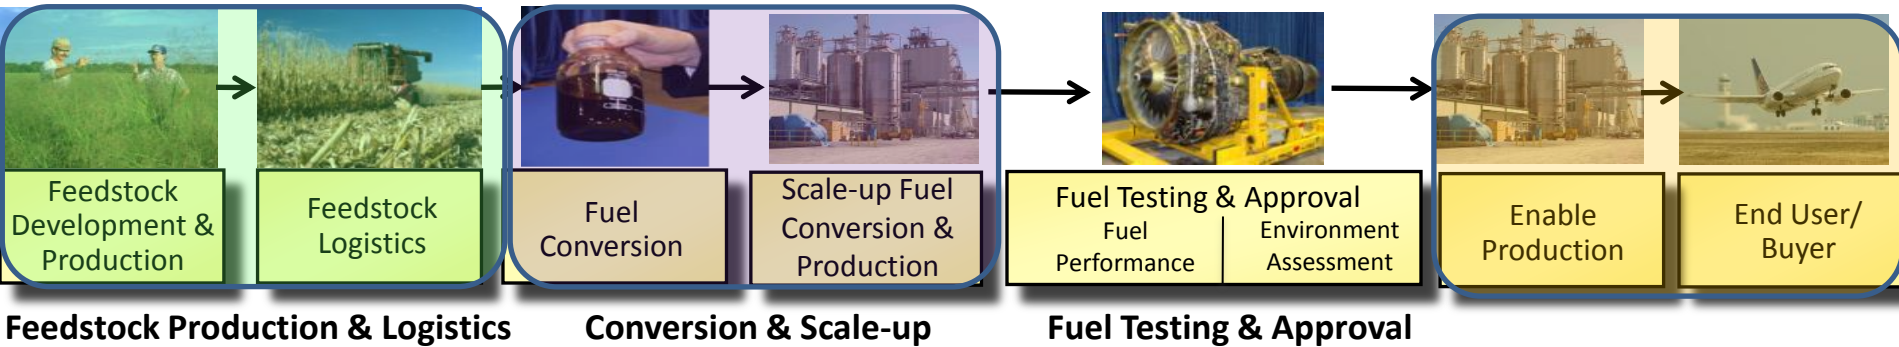 Feedstock
Development &
Production
Feedstock
Logistics
Fuel
Conversion
Scale-up Fuel
Conversion &
Production
Fuel Testing & Approval
Fuel
Performance
Environment
Assessment
Enable
Production
End User/
Buyer
Feedstock Production & Logistics
Conversion & Scale-up
Fuel Testing & Approval